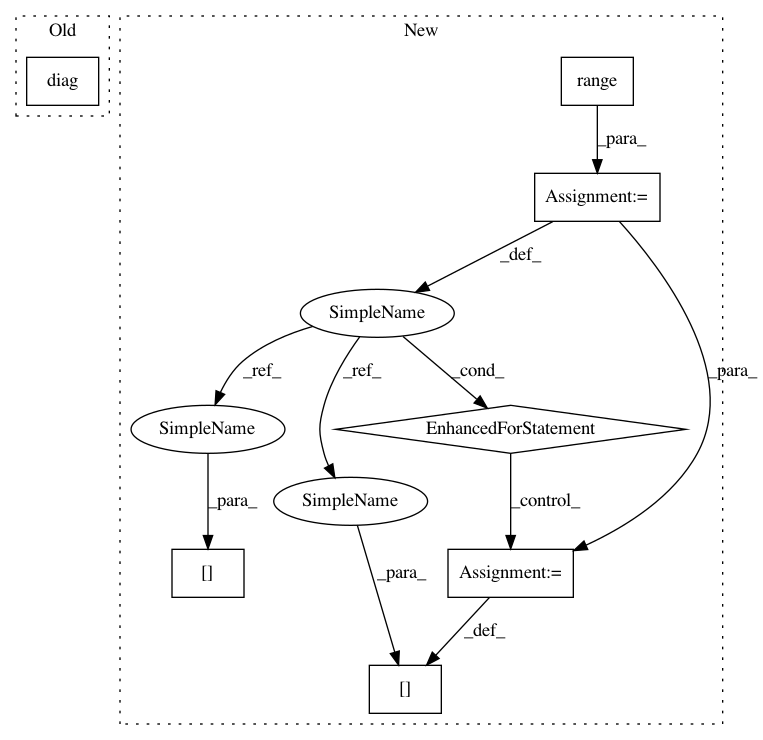 Old
New
diag
range
_para_
Assignment:=
_def_
SimpleName
_ref_
_ref_
_cond_
_para_
SimpleName
EnhancedForStatement
SimpleName
_para_
_control_
[]
_para_
Assignment:=
_def_
[]